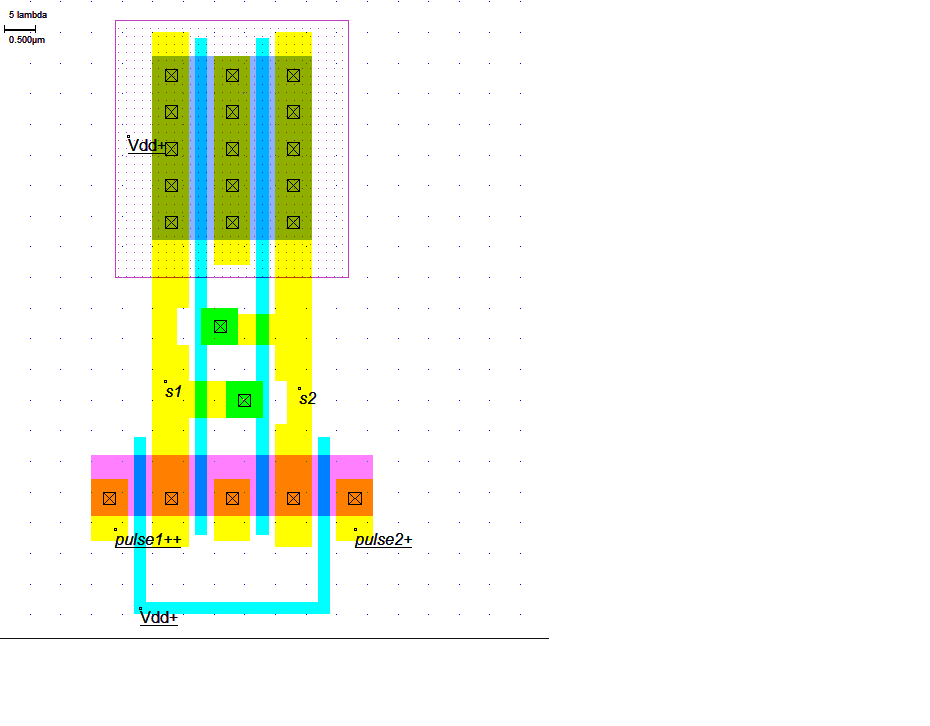 5 lambda
0.500µm
Vdd+
s1
s2
pulse1++
pulse2+
Vdd+